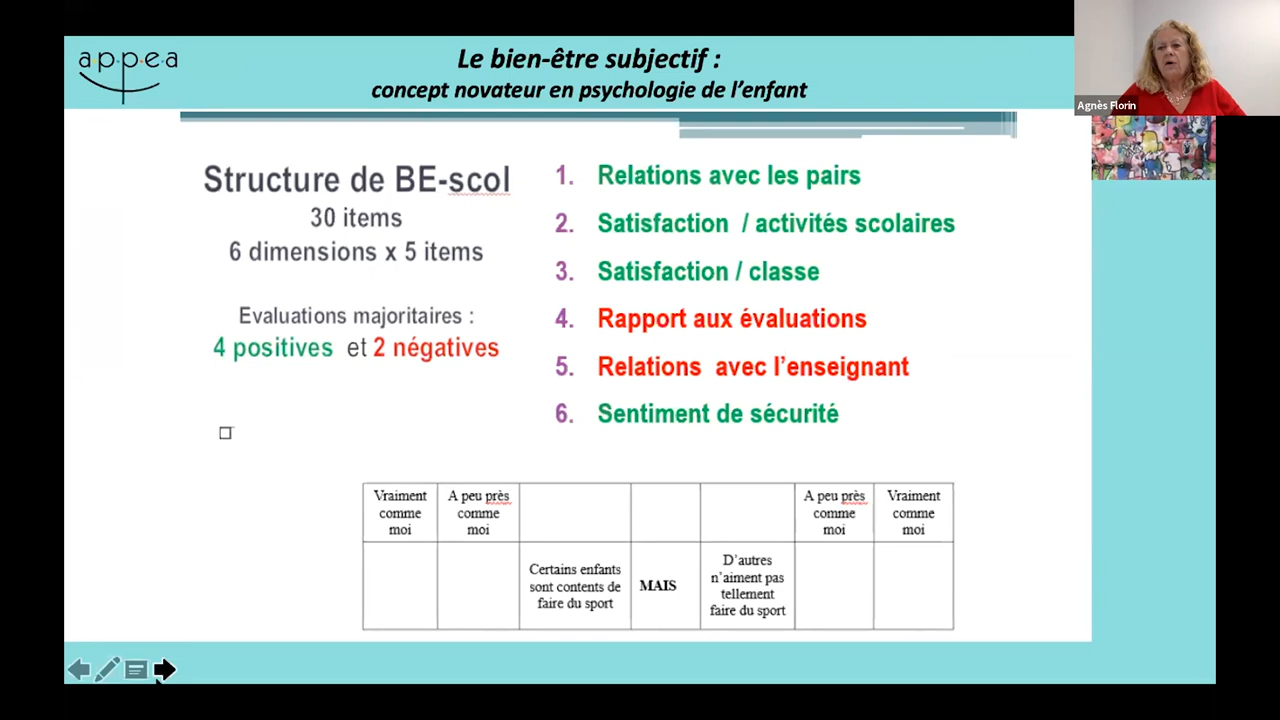 a·p·p·e·a
Le bien-être subjectif :
concept novateur en psychologie de l'enfant
Agnès Florin
Structure de BE-scol
30 items
6 dimensions x 5 items
Evaluations majoritaires :
4 positives et 2 négatives
1. Relations avec les pairs
2. Satisfaction / activités scolaires
3. Satisfaction / classe
4. Rapport aux évaluations
5. Relations avec l'enseignant
6. Sentiment de sécurité
Vraiment
comme
moi
A peu près
comme
moi
A peu près
comme
moi
Vraiment
comme
moi
Certains enfants
sont contents de
faire du sport
MAIS
D'autres
n'aiment pas
tellement
faire du sport